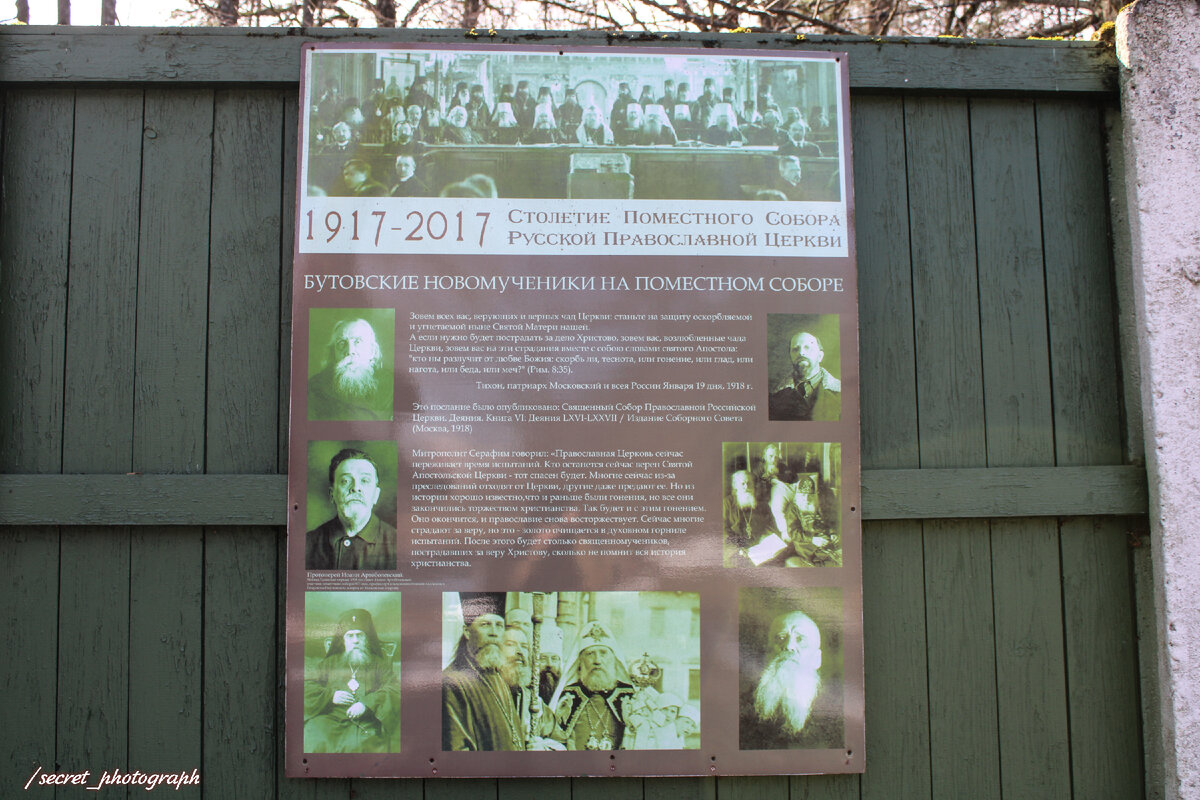 1917-2017
Столетие Поместного Собора
Русской Православной Церкви
БУТОВСКИЕ НОВОМУЧЕНИКИ НА ПОМЕСТНОМ СОБОРЕ
Зовем всех вас, верующих и верных чад Церкви: станьте на защиту оскорбляемой
и угнетаемой ныне Святой Матери нашей.
А если нужно будет пострадать за дело Христово, зовем вас, возлюбленные чада
Церкви, зовем вас на эти страдания вместе с собою словами святого Апостола:
"кто ны разлучит от любве Божия: скорбь ли, теснота, или гонение, или глад, или
нагота, или беда, или меч?" (Рим. 8:35).
Тихон, патриарх Московский и всея России Января 19 дня, 1918 г.
Это послание было опубликовано: Священный Собор Православной Российской
Церкви. Деяния. Книга VI. Деяния LXVI-LXXVII / Издание Соборного Совета
(Москва, 1918)
Митрополит Серафим говорил: «Православная Церковь сейчас
переживает время испытаний. Кто останется сейчас верен Святой
Апостольской Церкви - тот спасен будет. Многие сейчас из-за
преследований отходят от Церкви, другие даже предают ее. Но из
истории хорошо известно,что и раньше были гонения, но все они
закончились торжеством христианства. Так будет и с этим гонением.
Оно окончится, и православие снова восторжествует. Сейчас многие
страдают за веру, но это - золото очищается в духовном горниле
испытаний. После этого будет столько священномучеников,
пострадавших за веру Христову, сколько не помнит вся история
христианства.
Протоиерей Иоанн Артоболевский.
/secret_photograph